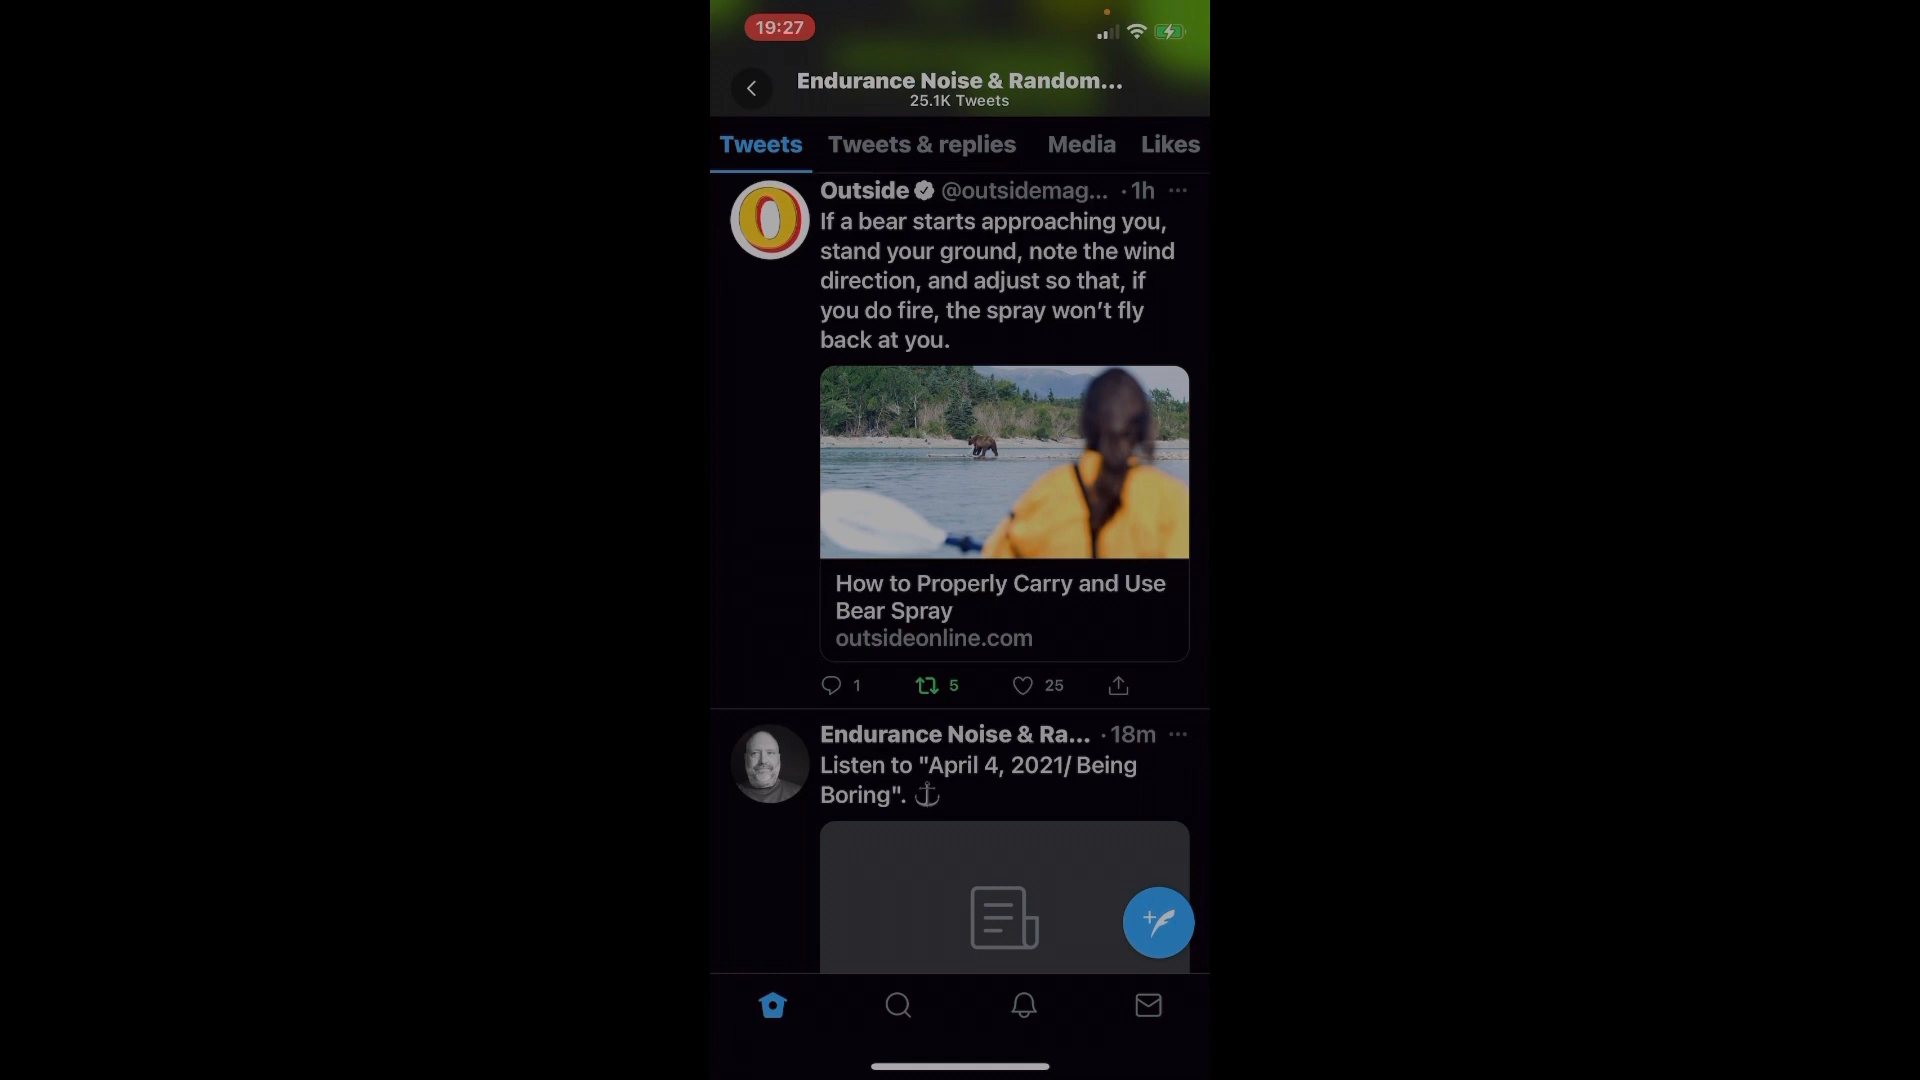 19:27
Endurance Noise & Random...
25.1K Tweets
Tweets
Tweets & replies
Media
Likes
Outside @outsidemag... · 1h ...
If a bear starts approaching you,
stand your ground, note the wind
direction, and adjust so that, if
you do fire, the spray won’t fly
back at you.
How to Properly Carry and Use
Bear Spray
outsideonline.com
1
5
25
Endurance Noise & Ra... · 18m ...
Listen to "April 4, 2021/ Being
Boring". ⚓